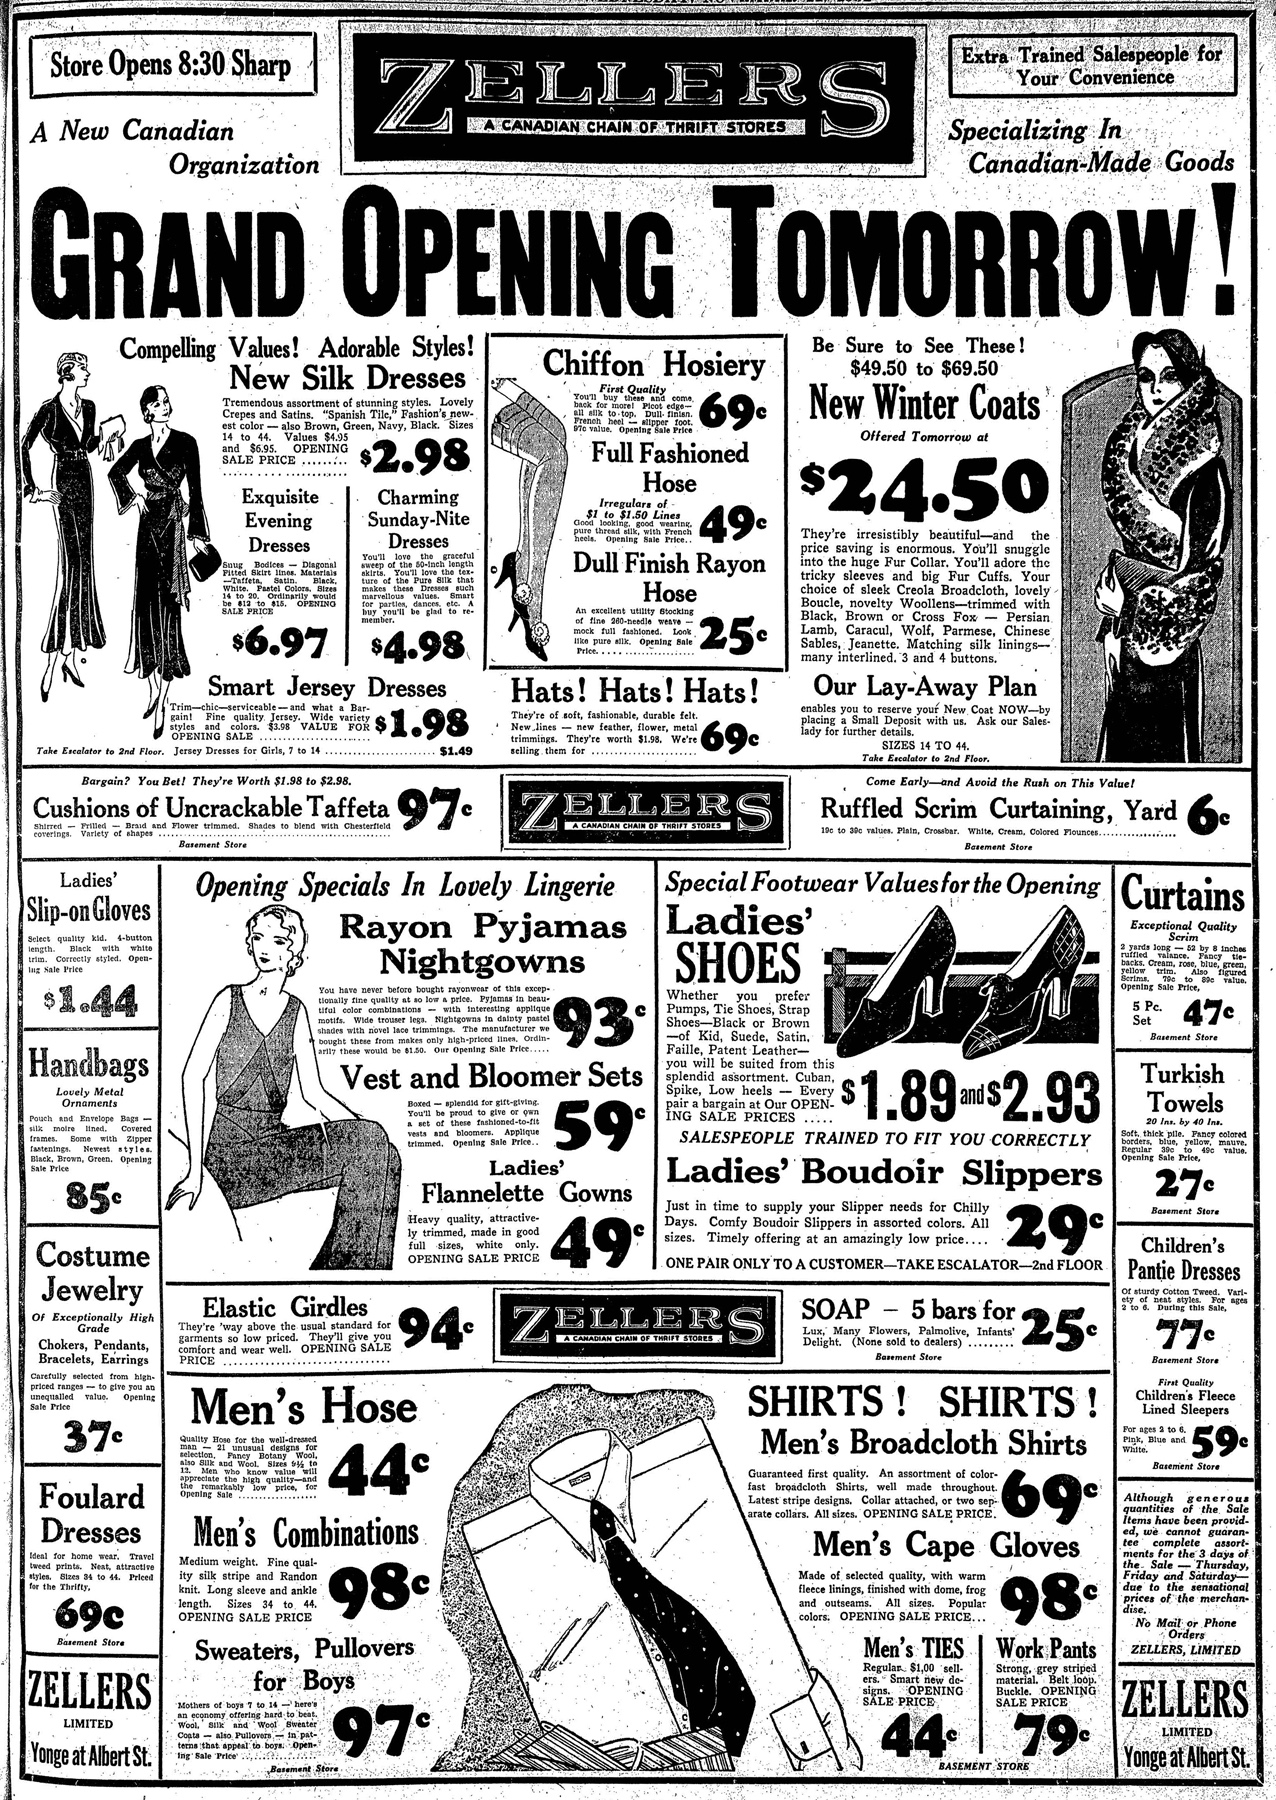 Store Opens 8:30 Sharp
A New Canadian
Organization
ZELLERS
A CANADIAN CHAIN OF THRIFT STORES
Extra Trained Salespeople for
Your Convenience
Specializing In
Canadian-Made Goods
GRAND OPENING TOMORROW!
Compelling Values! Adorable Styles!
New Silk Dresses
Tremendous assortment of stunning styles. Lovely
Crepes and Satins. "Spanish Tile," Fashion's new-
est color — also Brown, Green, Navy, Black. Sizes
14 to 44. Values $4.95
and $6.95. OPENING
SALE PRICE ........
$2.98
Exquisite
Evening
Dresses
Snug Bodices — Diagonal
Fitted Skirt lines. Materials
—Taffeta, Satin. Black,
White. Pastel Colors. Sizes
14 to 20. Ordinarily would
be $12 to $15. OPENING
SALE PRICE
$6.97
Charming
Sunday-Nite
Dresses
You'll love the graceful
sweep of the 50-inch length
skirts. You'll love the tex-
ture of the Pure Silk that
makes these Dresses such
marvellous values. Smart
for parties, dances, etc. A
buy you'll be glad to re-
member.
$4.98
Smart Jersey Dresses
Trim—chic—serviceable—and what a Bar-
gain! Fine quality Jersey. Wide variety
styles and colors. $3.98 VALUE FOR
OPENING SALE ....................
$1.98
Take Escalator to 2nd Floor. Jersey Dresses for Girls, 7 to 14 ..................... $1.49
Chiffon Hosiery
First Quality
You'll buy these and come
back for more! Picot edge—
all silk to top. Dull finish.
French heel — slipper foot.
97c value. Opening Sale Price
69c
Full Fashioned
Hose
Irregulars of
$1 to $1.50 Lines
Good looking, good wearing,
pure thread silk, with French
heels. Opening Sale Price..
49c
Dull Finish Rayon
Hose
An excellent utility Stocking
of fine 260-needle weave —
mock full fashioned. Look
like pure silk. Opening Sale
Price. ....................
25c
Hats! Hats! Hats!
They're of soft, fashionable, durable felt.
New lines — new feather, flower, metal
trimmings. They're worth $1.98. We're
selling them for ....................
69c
Be Sure to See These!
$49.50 to $69.50
New Winter Coats
Offered Tomorrow at
$24.50
They're irresistibly beautiful—and the
price saving is enormous. You'll snuggle
into the huge Fur Collar. You'll adore the
tricky sleeves and big Fur Cuffs. Your
choice of sleek Creola Broadcloth, lovely
Boucle, novelty Woollens—trimmed with
Black, Brown or Cross Fox — Persian
Lamb, Caracul, Wolf, Parmese, Chinese
Sables, Jeanette. Matching silk linings—
many interlined. 3 and 4 buttons.
Our Lay-Away Plan
enables you to reserve your New Coat NOW—by
placing a Small Deposit with us. Ask our Sales-
lady for further details.
SIZES 14 TO 44.
Take Escalator to 2nd Floor.
Bargain? You Bet! They're Worth $1.98 to $2.98.
Cushions of Uncrackable Taffeta
97c
Shirred — Frilled — Braid and Flower trimmed. Shades to blend with Chesterfield
coverings. Variety of shapes ....................
Basement Store
ZELLERS
A CANADIAN CHAIN OF THRIFT STORES
Come Early—and Avoid the Rush on This Value!
Ruffled Scrim Curtaining, Yard
6c
19c to 39c values. Plain, Crossbar. White, Cream, Colored Flounces....................
Basement Store
Ladies'
Slip-on Gloves
Select quality kid. 4-button
length. Black with white
trim. Correctly styled. Open-
ing Sale Price
$1.44
Handbags
Lovely Metal
Ornaments
Pouch and Envelope Bags —
silk moire lined. Covered
frames. Some with Zipper
fastenings. Newest styles.
Black, Brown, Green. Opening
Sale Price
85c
Costume
Jewelry
Of Exceptionally High
Grade
Chokers, Pendants,
Bracelets, Earrings
Carefully selected from high-
priced ranges — to give you an
unequalled value. Opening
Sale Price
37c
Foulard
Dresses
Ideal for home wear. Travel
tweed prints. Neat, attractive
styles. Sizes 34 to 44. Priced
for the Thrifty,
69c
Basement Store
ZELLERS
LIMITED
Yonge at Albert St.
Opening Specials In Lovely Lingerie
Rayon Pyjamas
Nightgowns
You have never before bought rayonwear of this excep-
tionally fine quality at so low a price. Pyjamas in beau-
tiful color combinations — with interesting applique
motifs. Wide trouser legs. Nightgowns in dainty pastel
shades with novel lace trimmings. The manufacturer we
bought these from makes only high-priced lines. Ordin-
arily these would be $1.50. Our Opening Sale Price.....
93c
Vest and Bloomer Sets
Boxed — splendid for gift-giving.
You'll be proud to give or own
a set of these fashioned-to-fit
vests and bloomers. Applique
trimmed. Opening Sale Price..
59c
Ladies'
Flannelette Gowns
Heavy quality, attractive-
ly trimmed, made in good
full sizes, white only.
OPENING SALE PRICE
49c
Special Footwear Values for the Opening
Ladies'
SHOES
Whether you prefer
Pumps, Tie Shoes, Strap
Shoes—Black or Brown
—of Kid, Suede, Satin,
Faille, Patent Leather—
you will be suited from this
splendid assortment. Cuban,
Spike, Low heels — Every
pair a bargain at Our OPEN-
ING SALE PRICES .....
$1.89 and $2.93
SALESPEOPLE TRAINED TO FIT YOU CORRECTLY
Ladies' Boudoir Slippers
Just in time to supply your Slipper needs for Chilly
Days. Comfy Boudoir Slippers in assorted colors. All
sizes. Timely offering at an amazingly low price....
29c
ONE PAIR ONLY TO A CUSTOMER—TAKE ESCALATOR—2nd FLOOR
Elastic Girdles
They're 'way above the usual standard for
garments so low priced. They'll give you
comfort and wear well. OPENING SALE
PRICE ..............................
94c
ZELLERS
A CANADIAN CHAIN OF THRIFT STORES
SOAP — 5 bars for
25c
Lux, Many Flowers, Palmolive, Infants'
Delight. (None sold to dealers) .........
Basement Store
Men's Hose
Quality Hose for the well-dressed
man — 21 unusual designs for
selection. Fancy Botany Wool,
also Silk and Wool. Sizes 9½ to
12. Men who know value will
appreciate the high quality—and
the remarkably low price, for
Opening Sale ....................
44c
Men's Combinations
Medium weight. Fine qual-
ity silk stripe and Randon
knit. Long sleeve and ankle
length. Sizes 34 to 44.
OPENING SALE PRICE
98c
Sweaters, Pullovers
for Boys
Mothers of boys 7 to 14 — here's
an economy offering hard to beat.
Wool, Silk and Wool Sweater
Coats — also Pullovers — in pat-
terns that appeal to boys. Open-
ing Sale Price ....................
97c
Basement Store
SHIRTS! SHIRTS!
Men's Broadcloth Shirts
Guaranteed first quality. An assortment of color-
fast broadcloth Shirts, well made throughout.
Latest stripe designs. Collar attached, or two sep-
arate collars. All sizes. OPENING SALE PRICE.
69c
Men's Cape Gloves
Made of selected quality, with warm
fleece linings, finished with dome, frog
and outseams. All sizes. Popular
colors. OPENING SALE PRICE...
98c
Men's TIES
Regular $1.00 sell-
ers. Smart new de-
signs. OPENING
SALE PRICE
44c
Work Pants
Strong, grey striped
material. Belt loop.
Buckle. OPENING
SALE PRICE
79c
BASEMENT STORE
Curtains
Exceptional Quality
Scrim
2 yards long — 52 by 8 inches
ruffled valance. Fancy tie-
backs. Cream, rose, blue, green,
yellow trim. Also figured
Scrims. 79c to 89c value.
Opening Sale Price,
5 Pc.
Set
47c
Basement Store
Turkish
Towels
20 Ins. by 40 Ins.
Soft, thick pile. Fancy colored
borders, blue, yellow, mauve.
Regular 39c to 49c value.
Opening Sale Price,
27c
Basement Store
Children's
Pantie Dresses
Of sturdy Cotton Tweed. Vari-
ety of neat styles. For ages
2 to 6. During this Sale,
77c
Basement Store
First Quality
Children's Fleece
Lined Sleepers
For ages 2 to 6.
Pink, Blue and
White.
59c
Basement Store
Although generous
quantities of the Sale
Items have been provid-
ed, we cannot guaran-
tee complete assort-
ments for the 3 days of
the Sale — Thursday,
Friday and Saturday—
due to the sensational
prices of the merchan-
dise.
No Mail or Phone
Orders
ZELLERS, LIMITED
ZELLERS
LIMITED
Yonge at Albert St.